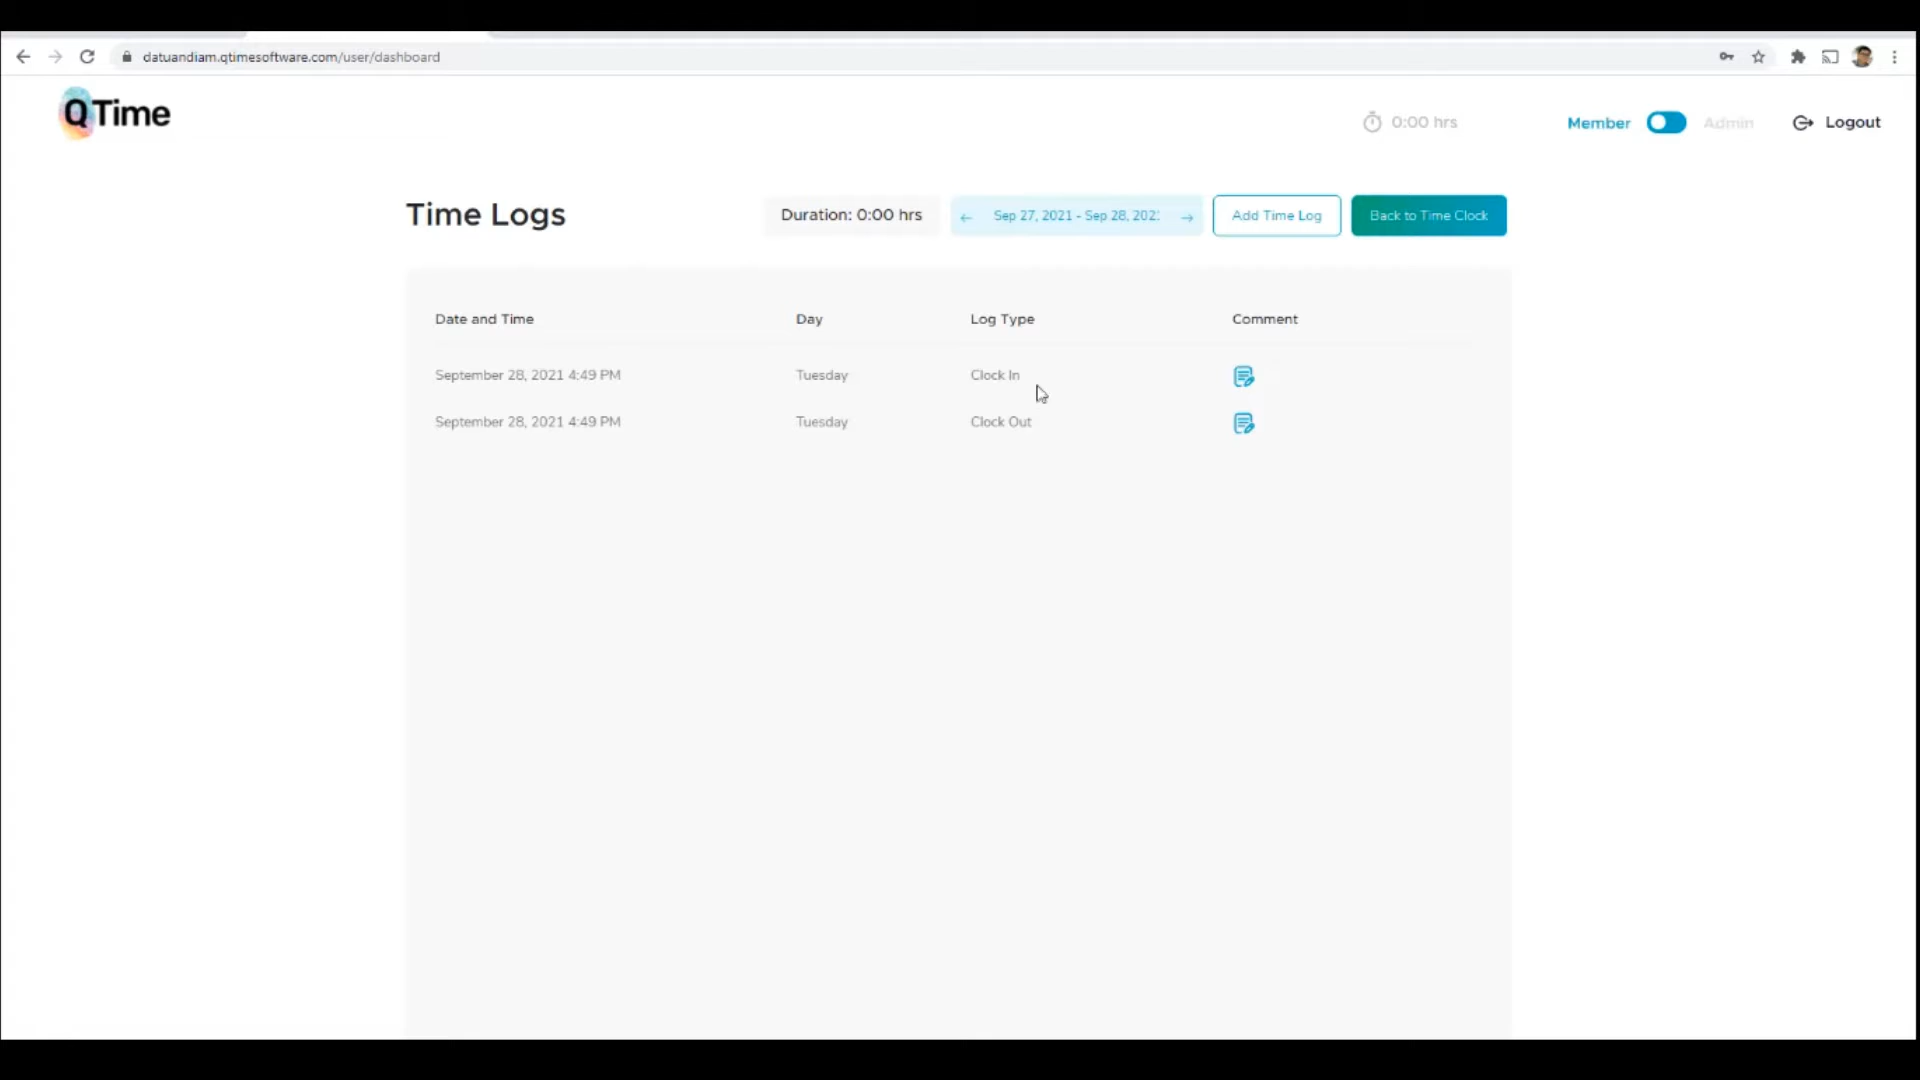 datuandiam.qtimesoftware.com/user/dashboard
QTime
0:00 hrs
Member
Admin
Logout
Time Logs
Duration: 0:00 hrs
Sep 27, 2021 - Sep 28, 202
Add Time Log
Back to Time Clock
Date and Time Day Log Type Comment
September 28, 2021 4:49 PM Tuesday Clock In
September 28, 2021 4:49 PM Tuesday Clock Out